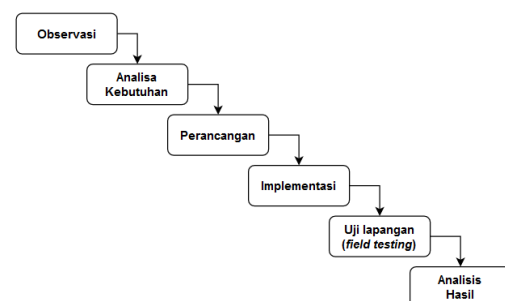 Observasi
Analisa
Kebutuhan
Perancangan
Implementasi
Uji lapangan
(field testing)
Analisis
Hasil